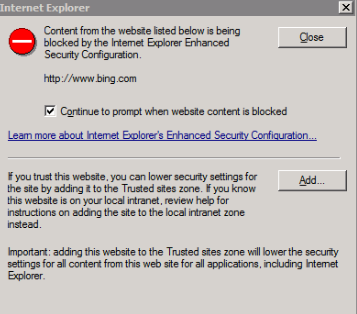 Internet Explorer
Content from the website listed below is being
blocked by the Internet Explorer Enhanced
Security Configuration.
Close
http://www.bing.com
Continue to prompt when website content is blocked
Learn more about Internet Explorer's Enhanced Security Configuration...
If you trust this website, you can lower security settings for
the site by adding it to the Trusted sites zone. If you know
this website is on your local intranet, review help for
instructions on adding the site to the local intranet zone
instead.
Add...
Important: adding this website to the Trusted sites zone will lower the security
settings for all content from this web site for all applications, including Internet
Explorer.